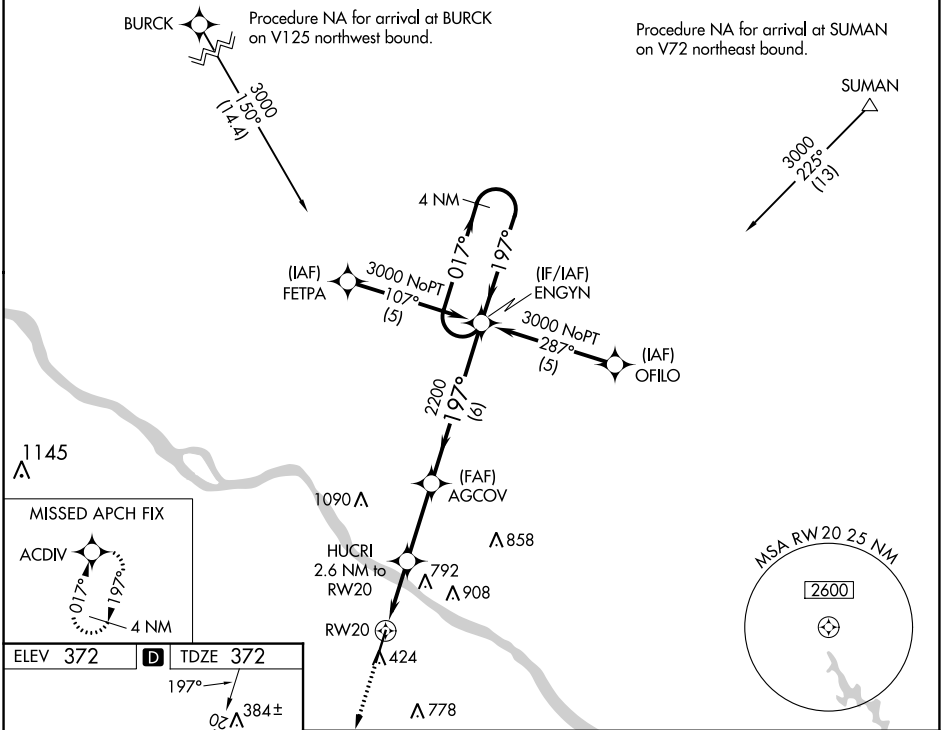 BURCK
Procedure NA for arrival at BURCK
on V125 northwest bound.
Procedure NA for arrival at SUMAN
on V72 northeast bound.
SUMAN
3000
150°
(14.4)
3000
225°
(13)
4 NM
017°
197°
(IAF)
FETPA
3000 NoPT
107°
(5)
(IF/IAF)
ENGYN
3000 NoPT
287°
(5)
(IAF)
OFILO
2200
197°
(6)
1145
(FAF)
AGCOV
1090
858
MISSED APCH FIX
ACDIV
017°
197°
4 NM
HUCRI
2.6 NM to
RW20
792
908
MSA RW20 25 NM
2600
RW20
424
ELEV 372
D
TDZE 372
197°
20
384±
778